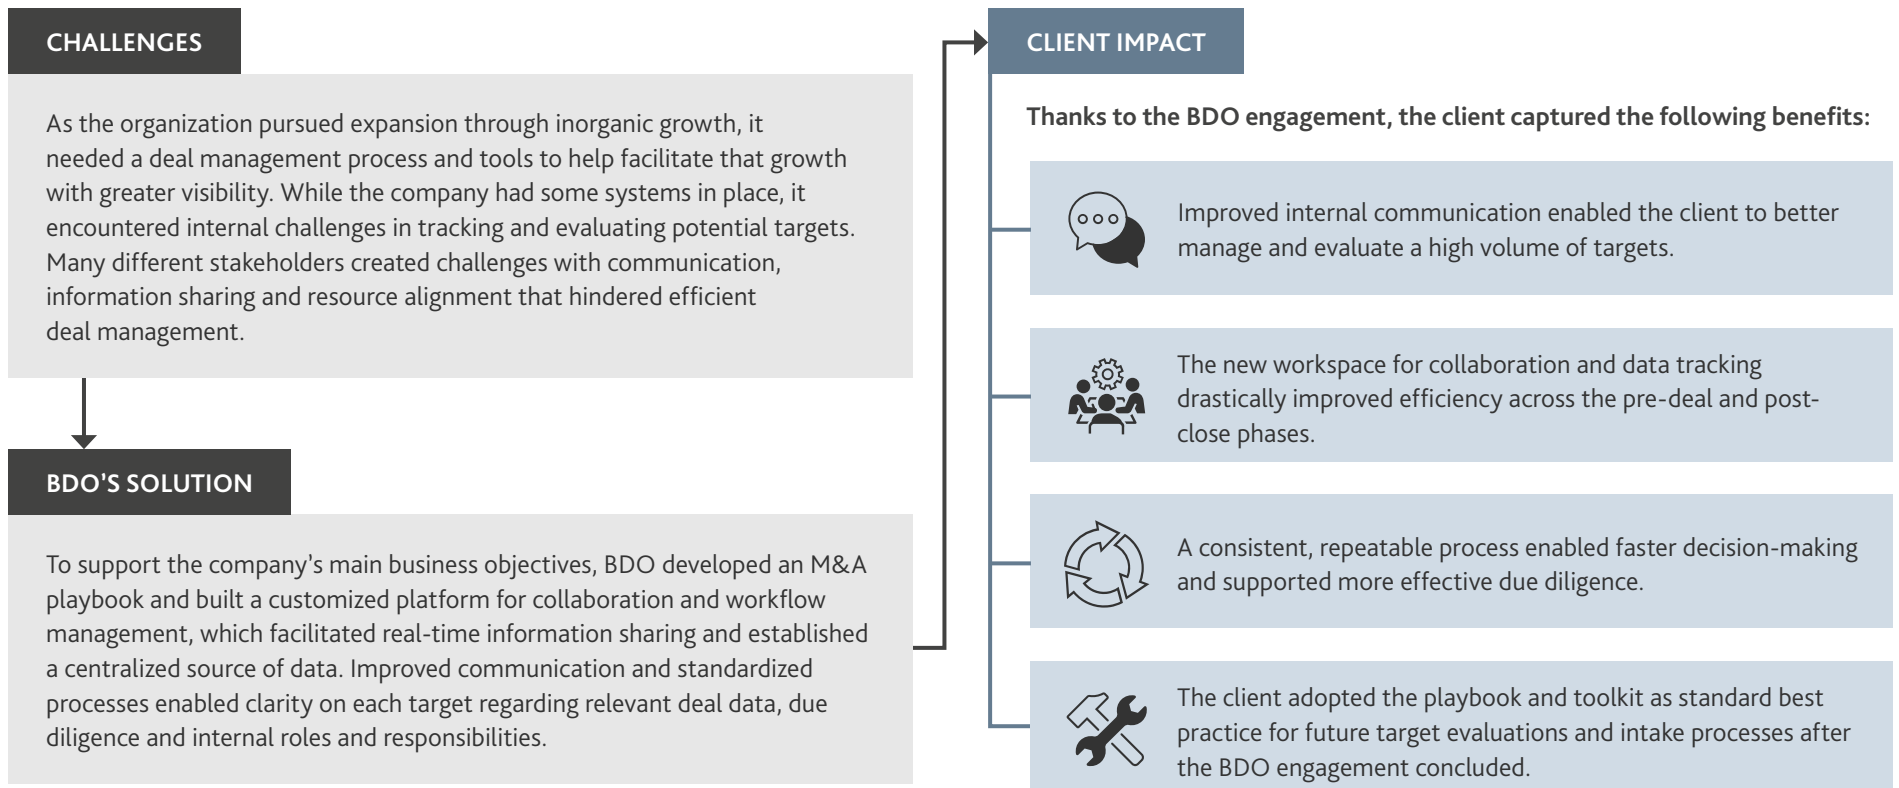 CHALLENGES
As the organization pursued expansion through inorganic growth, it
needed a deal management process and tools to help facilitate that growth
with greater visibility. While the company had some systems in place, it
encountered internal challenges in tracking and evaluating potential targets.
Many different stakeholders created challenges with communication,
information sharing and resource alignment that hindered efficient
deal management.
BDO'S SOLUTION
To support the company's main business objectives, BDO developed an M&A
playbook and built a customized platform for collaboration and workflow
management, which facilitated real-time information sharing and established
a centralized source of data. Improved communication and standardized
processes enabled clarity on each target regarding relevant deal data, due
diligence and internal roles and responsibilities.
CLIENT IMPACT
Thanks to the BDO engagement, the client captured the following benefits:
Improved internal communication enabled the client to better
manage and evaluate a high volume of targets.
The new workspace for collaboration and data tracking
drastically improved efficiency across the pre-deal and post-
close phases.
A consistent, repeatable process enabled faster decision-making
and supported more effective due diligence.
The client adopted the playbook and toolkit as standard best
practice for future target evaluations and intake processes after
the BDO engagement concluded.